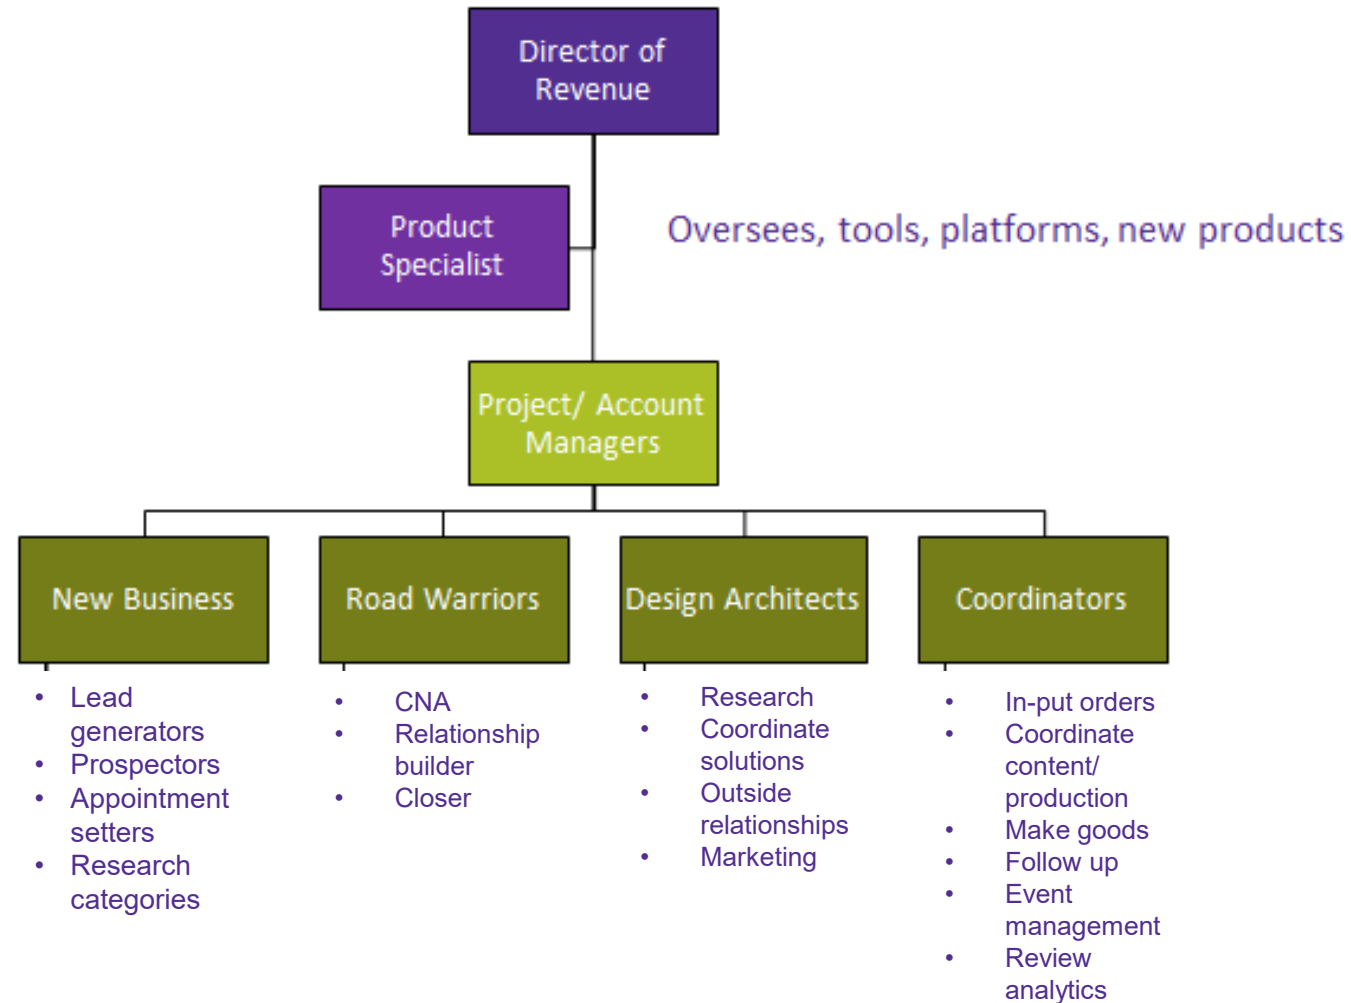 Director of
Revenue
Product
Specialist
Oversees, tools, platforms, new products
Project/ Account
Managers
New Business
Road Warriors
Design Architects
Coordinators
• Lead
generators
• Prospectors
• Appointment
setters
• Research
categories
• CNA
• Relationship
builder
• Closer
• Research
• Coordinate
solutions
• Outside
relationships
• Marketing
• In-put orders
• Coordinate
content/
production
• Make goods
• Follow up
• Event
management
• Review
analytics